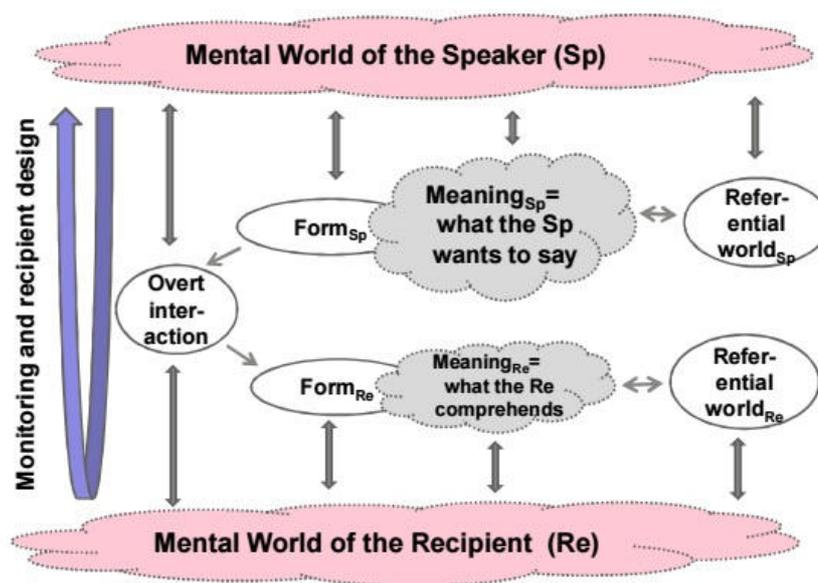 Mental World of the Speaker (Sp)
Monitoring and recipient design
Form Sp
Meaning Sp=
what the Sp
wants to say
Refer-
ential
world Sp
Overt
inter-
action
Form Re
Meaning Re=
what the Re
comprehends
Refer-
ential
world Re
Mental World of the Recipient (Re)